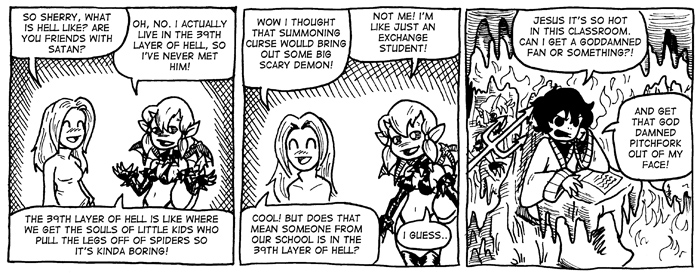 SO SHERRY, WHAT
IS HELL LIKE? ARE
YOU FRIENDS WITH
SATAN?
OH, NO. I ACTUALLY
LIVE IN THE 39TH
LAYER OF HELL, SO
I'VE NEVER MET
HIM!
THE 39TH LAYER OF HELL IS LIKE WHERE
WE GET THE SOULS OF LITTLE KIDS WHO
PULL THE LEGS OFF OF SPIDERS SO
IT'S KINDA BORING!
WOW I THOUGHT
THAT SUMMONING
CURSE WOULD BRING
OUT SOME BIG
SCARY DEMON!
NOT ME! I'M
LIKE JUST AN
EXCHANGE
STUDENT!
COOL! BUT DOES THAT
MEAN SOMEONE FROM
OUR SCHOOL IS IN THE
39TH LAYER OF HELL?
I GUESS..
JESUS IT'S SO HOT
IN THIS CLASSROOM.
CAN I GET A GODDAMNED
FAN OR SOMETHING?!
AND GET
THAT GOD
DAMNED
PITCHFORK
OUT OF MY
FACE!